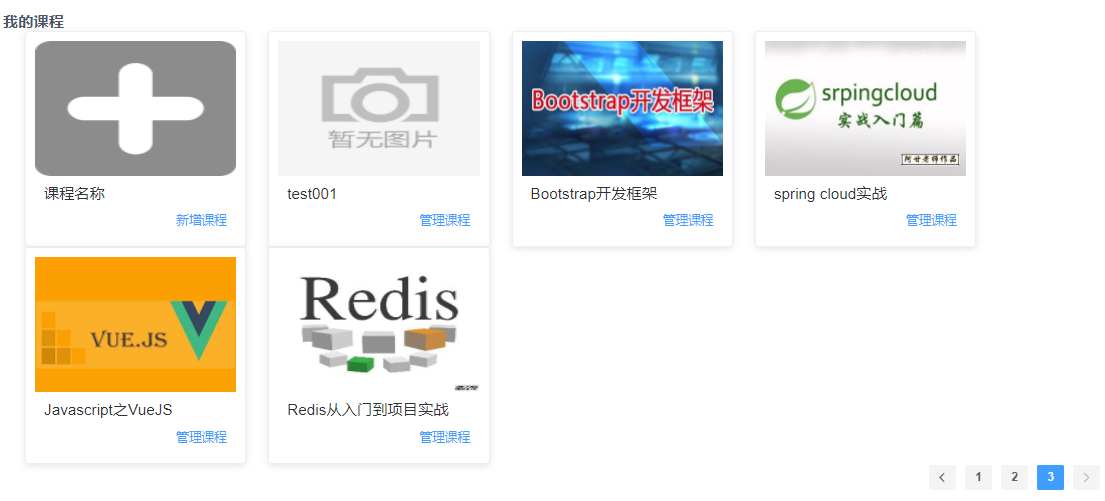 我的课程
课程名称
新增课程
暂无图片
test001
管理课程
Bootstrap开发框架
Bootstrap开发框架
管理课程
srpingcloud
实战入门篇
阿甘老师作品
spring cloud实战
管理课程
VUE.JS
Javascript之VueJS
管理课程
Redis
Redis从入门到项目实战
管理课程
1 2 3